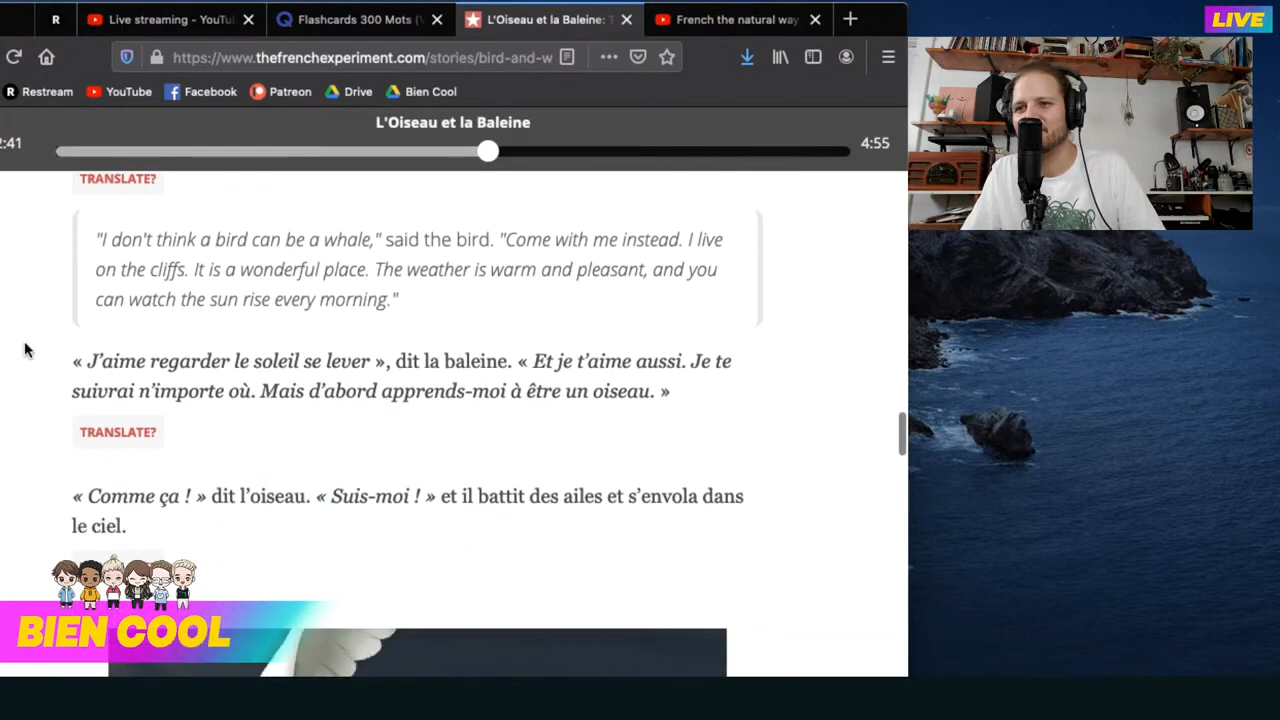 Live streaming - YouTu
Flashcards 300 Mots (
L'Oiseau et la Baleine: T
French the natural way
LIVE
https://www.thefrenchexperiment.com/stories/bird-and-w
R Restream
YouTube
Facebook
Patreon
Drive
Bien Cool
L'Oiseau et la Baleine
2:41
4:55
TRANSLATE?
"I don't think a bird can be a whale," said the bird. "Come with me instead. I live
on the cliffs. It is a wonderful place. The weather is warm and pleasant, and you
can watch the sun rise every morning."
« J’aime regarder le soleil se lever », dit la baleine. « Et je t’aime aussi. Je te
suivrai n’importe où. Mais d’abord apprends-moi à être un oiseau. »
TRANSLATE?
« Comme ça ! » dit l’oiseau. « Suis-moi ! » et il battit des ailes et s’envola dans
le ciel.
BIEN COOL